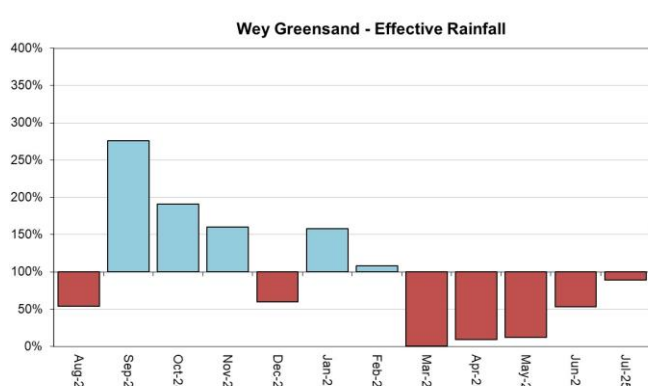 Wey Greensand - Effective Rainfall
400%
350%
300%
250%
200%
150%
100%
50%
0%
Aug-2
Sep-2
Oct-2
Nov-2
Dec-2
Jan-2
Feb-2
Mar-2
Apr-2
May-2
Jun-2
Jul-25